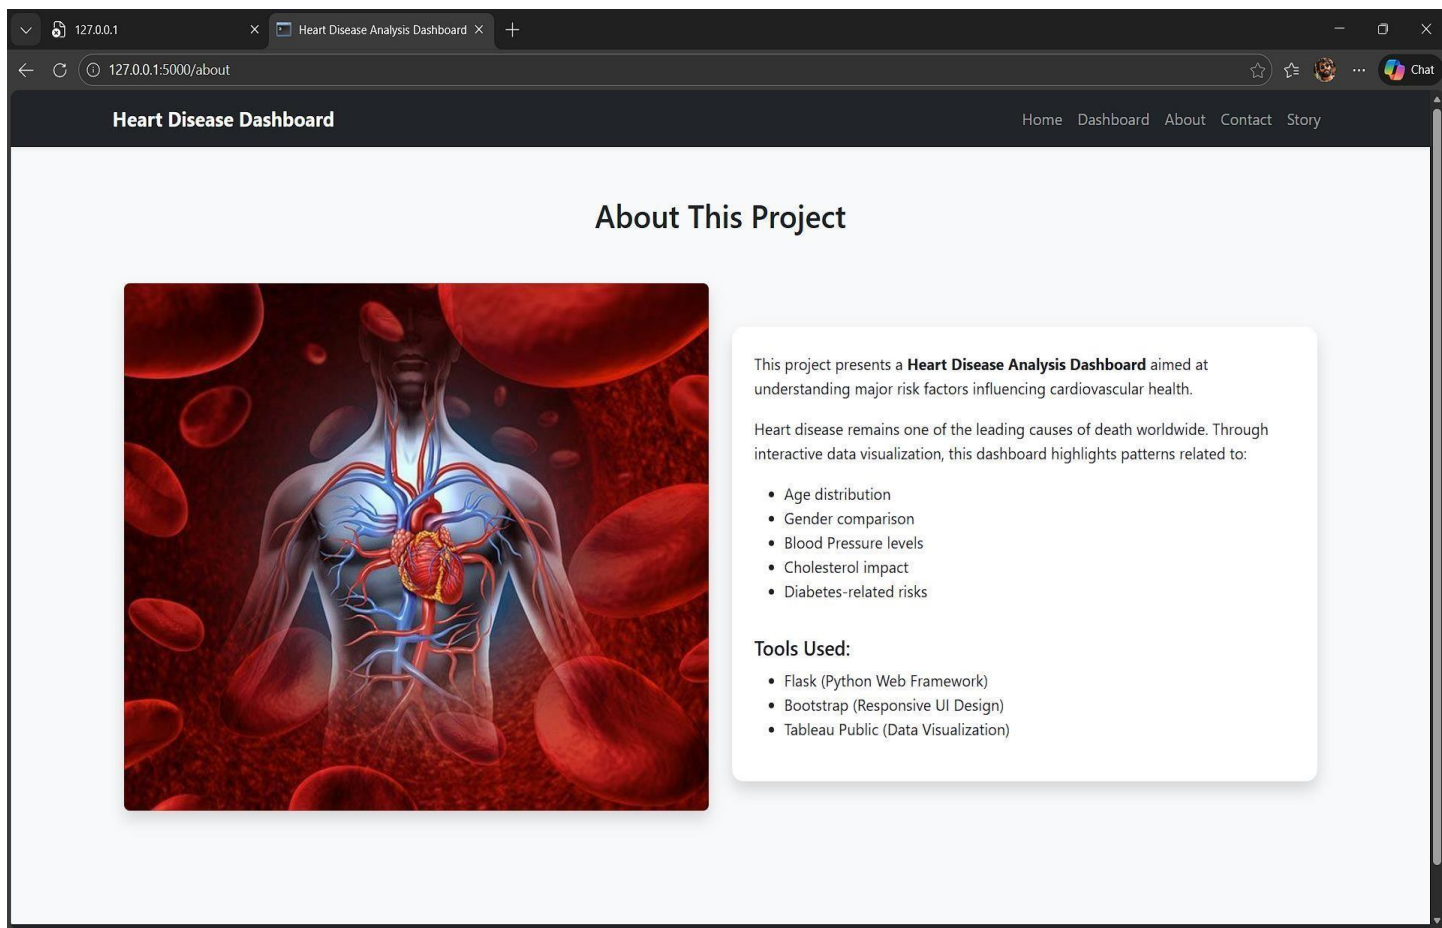 127.0.0.1
Heart Disease Analysis Dashboard
127.0.0.1:5000/about
Chat
Heart Disease Dashboard
Home Dashboard About Contact Story
About This Project
This project presents a Heart Disease Analysis Dashboard aimed at
understanding major risk factors influencing cardiovascular health.
Heart disease remains one of the leading causes of death worldwide. Through
interactive data visualization, this dashboard highlights patterns related to:
Age distribution
Gender comparison
Blood Pressure levels
Cholesterol impact
Diabetes-related risks
Tools Used:
Flask (Python Web Framework)
Bootstrap (Responsive UI Design)
Tableau Public (Data Visualization)